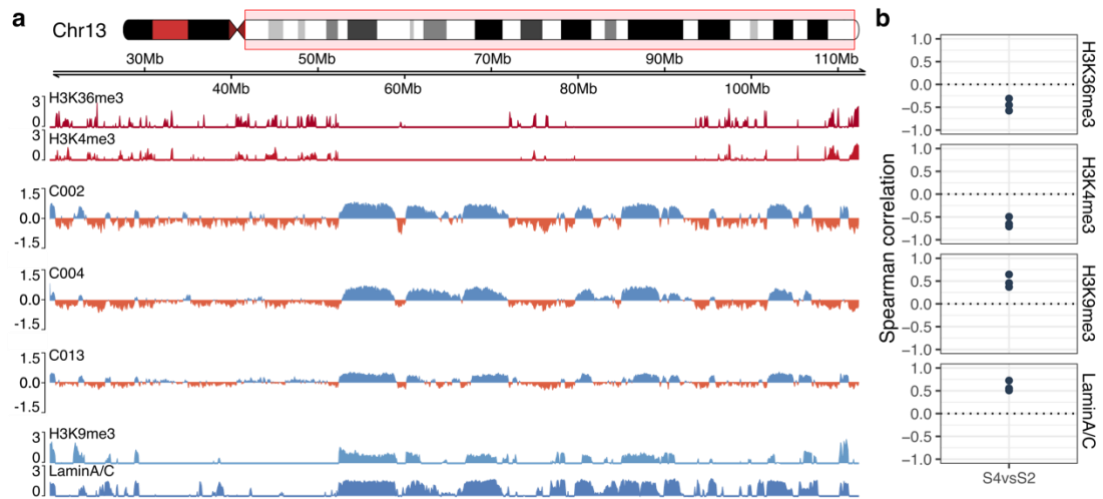 a
Chr13
30Mb 50Mb 70Mb 90Mb 110Mb
40Mb 60Mb 80Mb 100Mb
H3K36me3
3
0
H3K4me3
3
0
C002
1.5
0.0
-1.5
C004
1.5
0.0
-1.5
C013
1.5
0.0
-1.5
H3K9me3
3
0
LaminA/C
3
0
b
Spearman correlation
1.0
0.5
0.0
−0.5
−1.0
H3K36me3
1.0
0.5
0.0
−0.5
−1.0
H3K4me3
1.0
0.5
0.0
−0.5
−1.0
H3K9me3
1.0
0.5
0.0
−0.5
−1.0
LaminA/C
S4vsS2